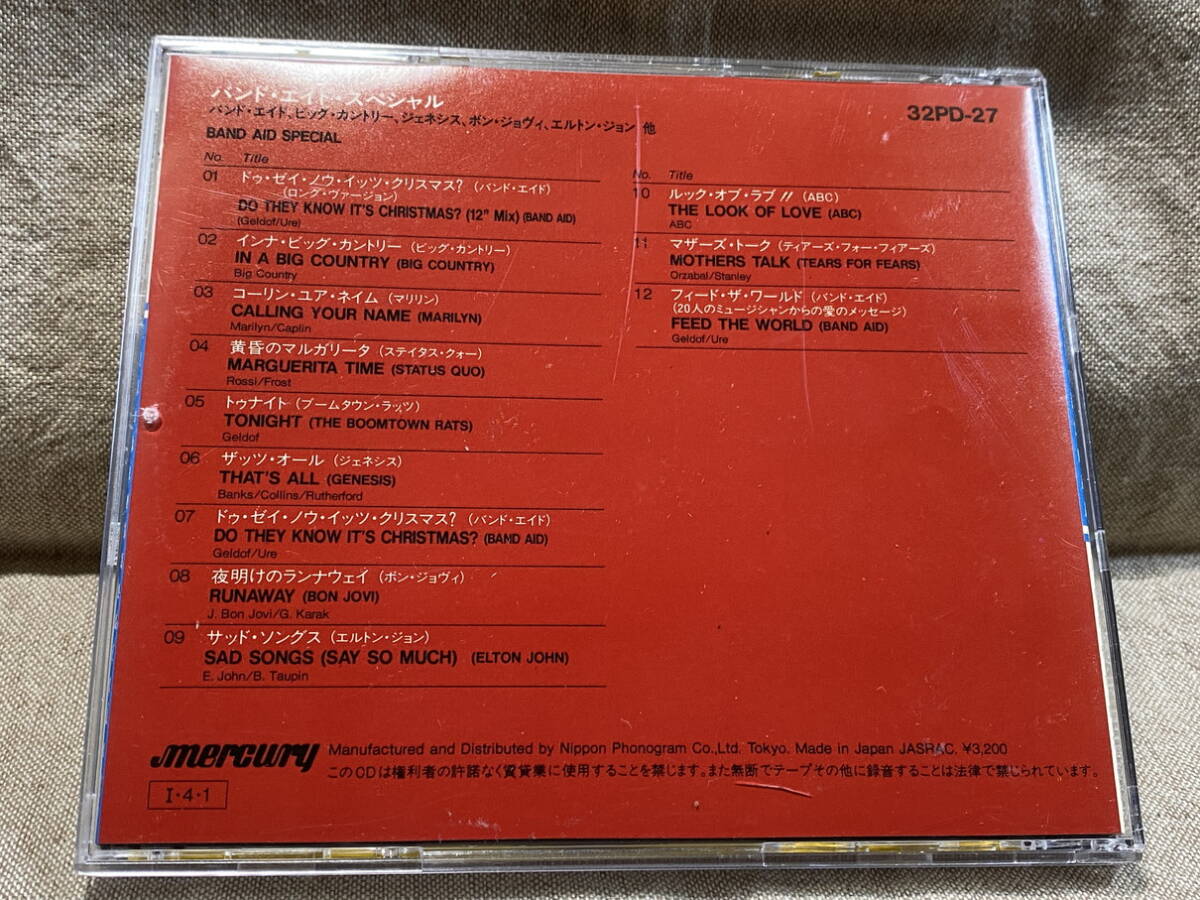 バンド・エイド・スペシャル
バンド・エイド、ビッグ・カントリー、ジェネシス、ボン・ジョヴィ、エルトン・ジョン 他
BAND AID SPECIAL
32PD-27
No. Title
01 ドゥ・ゼイ・ノウ・イッツ・クリスマス? (バンド・エイド)
(ロング・ヴァージョン)
DO THEY KNOW IT'S CHRISTMAS? (12" Mix) (BAND AID)
(Geldof/Ure)
02 インナ・ビッグ・カントリー (ビッグ・カントリー)
IN A BIG COUNTRY (BIG COUNTRY)
Big Country
03 コーリン・ユア・ネイム (マリリン)
CALLING YOUR NAME (MARILYN)
Marilyn/Caplin
04 黄昏のマルガリータ (ステイタス・クォー)
MARGUERITA TIME (STATUS QUO)
Rossi/Frost
05 トゥナイト (ブームタウン・ラッツ)
TONIGHT (THE BOOMTOWN RATS)
Geldof
06 ザッツ・オール (ジェネシス)
THAT'S ALL (GENESIS)
Banks/Collins/Rutherford
07 ドゥ・ゼイ・ノウ・イッツ・クリスマス? (バンド・エイド)
DO THEY KNOW IT'S CHRISTMAS? (BAND AID)
Geldof/Ure
08 夜明けのランナウェイ (ボン・ジョヴィ)
RUNAWAY (BON JOVI)
J. Bon Jovi/G. Karak
09 サッド・ソングス (エルトン・ジョン)
SAD SONGS (SAY SO MUCH) (ELTON JOHN)
E. John/B. Taupin
No. Title
10 ルック・オブ・ラブ // (ABC)
THE LOOK OF LOVE (ABC)
ABC
11 マザーズ・トーク (ティアーズ・フォー・フィアーズ)
MOTHERS TALK (TEARS FOR FEARS)
Orzabal/Stanley
12 フィード・ザ・ワールド (バンド・エイド)
(20人のミュージシャンからの愛のメッセージ)
FEED THE WORLD (BAND AID)
Geldof/Ure
mercury Manufactured and Distributed by Nippon Phonogram Co.,Ltd. Tokyo. Made in Japan JASRAC. ¥3,200
このCDは権利者の許諾なく賃貸業に使用することを禁じます。また無断でテープその他に録音することは法律で禁じられています。
I・4・1